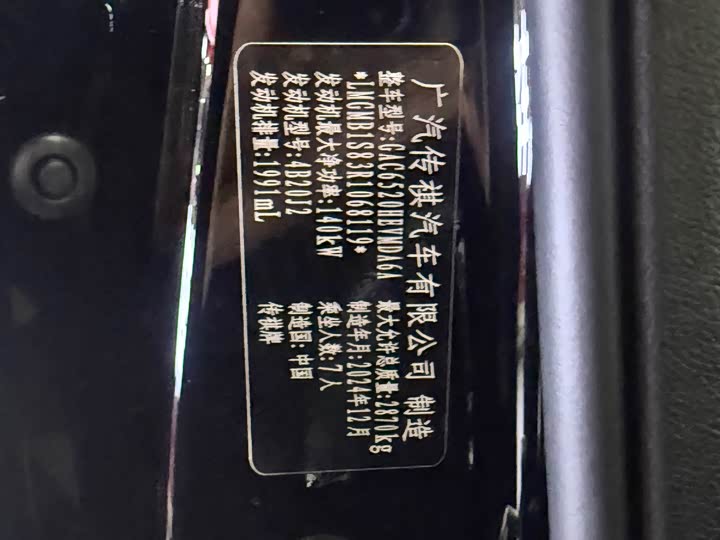 广汽传祺汽车有限公司 制造
整车型号:GAC6520HEVMDA6A 最大允许总质量:2870kg
*LMGNB1S83R1068119* 制造年月:2024年12月
发动机最大净功率:140kW 乘坐人数:7人
发动机型号:4B20J2 制造国:中国
发动机排量:1991mL 传祺牌